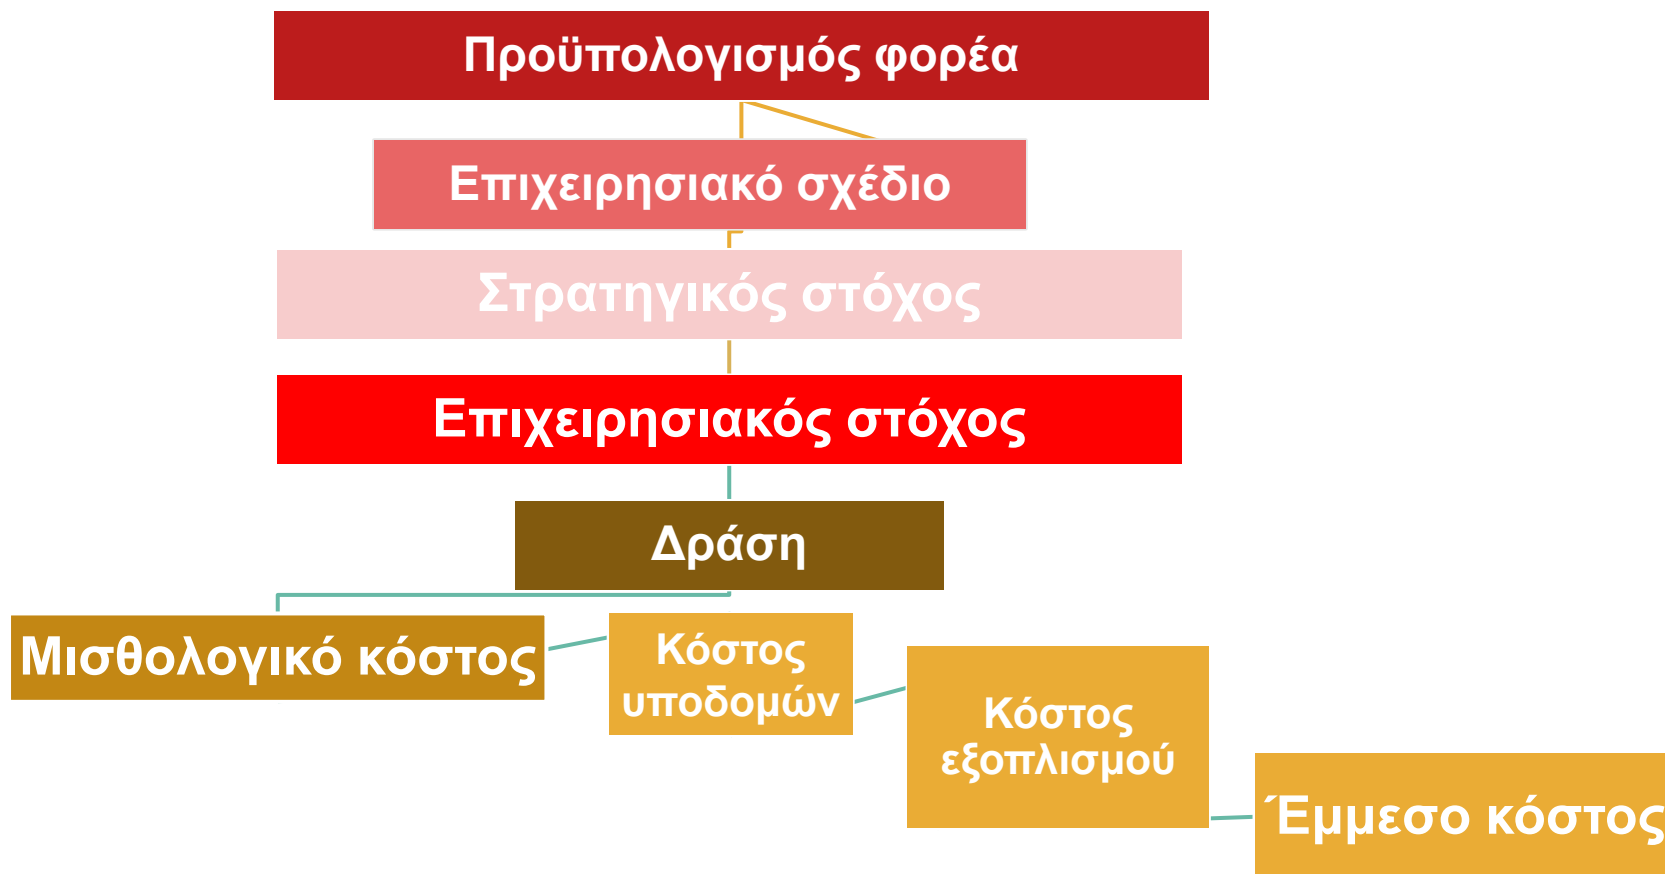 Προϋπολογισμός φορέα
Επιχειρησιακό σχέδιο
Στρατηγικός στόχος
Επιχειρησιακός στόχος
Δράση
Μισθολογικό κόστος
Κόστος
υποδομών
Κόστος
εξοπλισμού
Έμμεσο κόστος